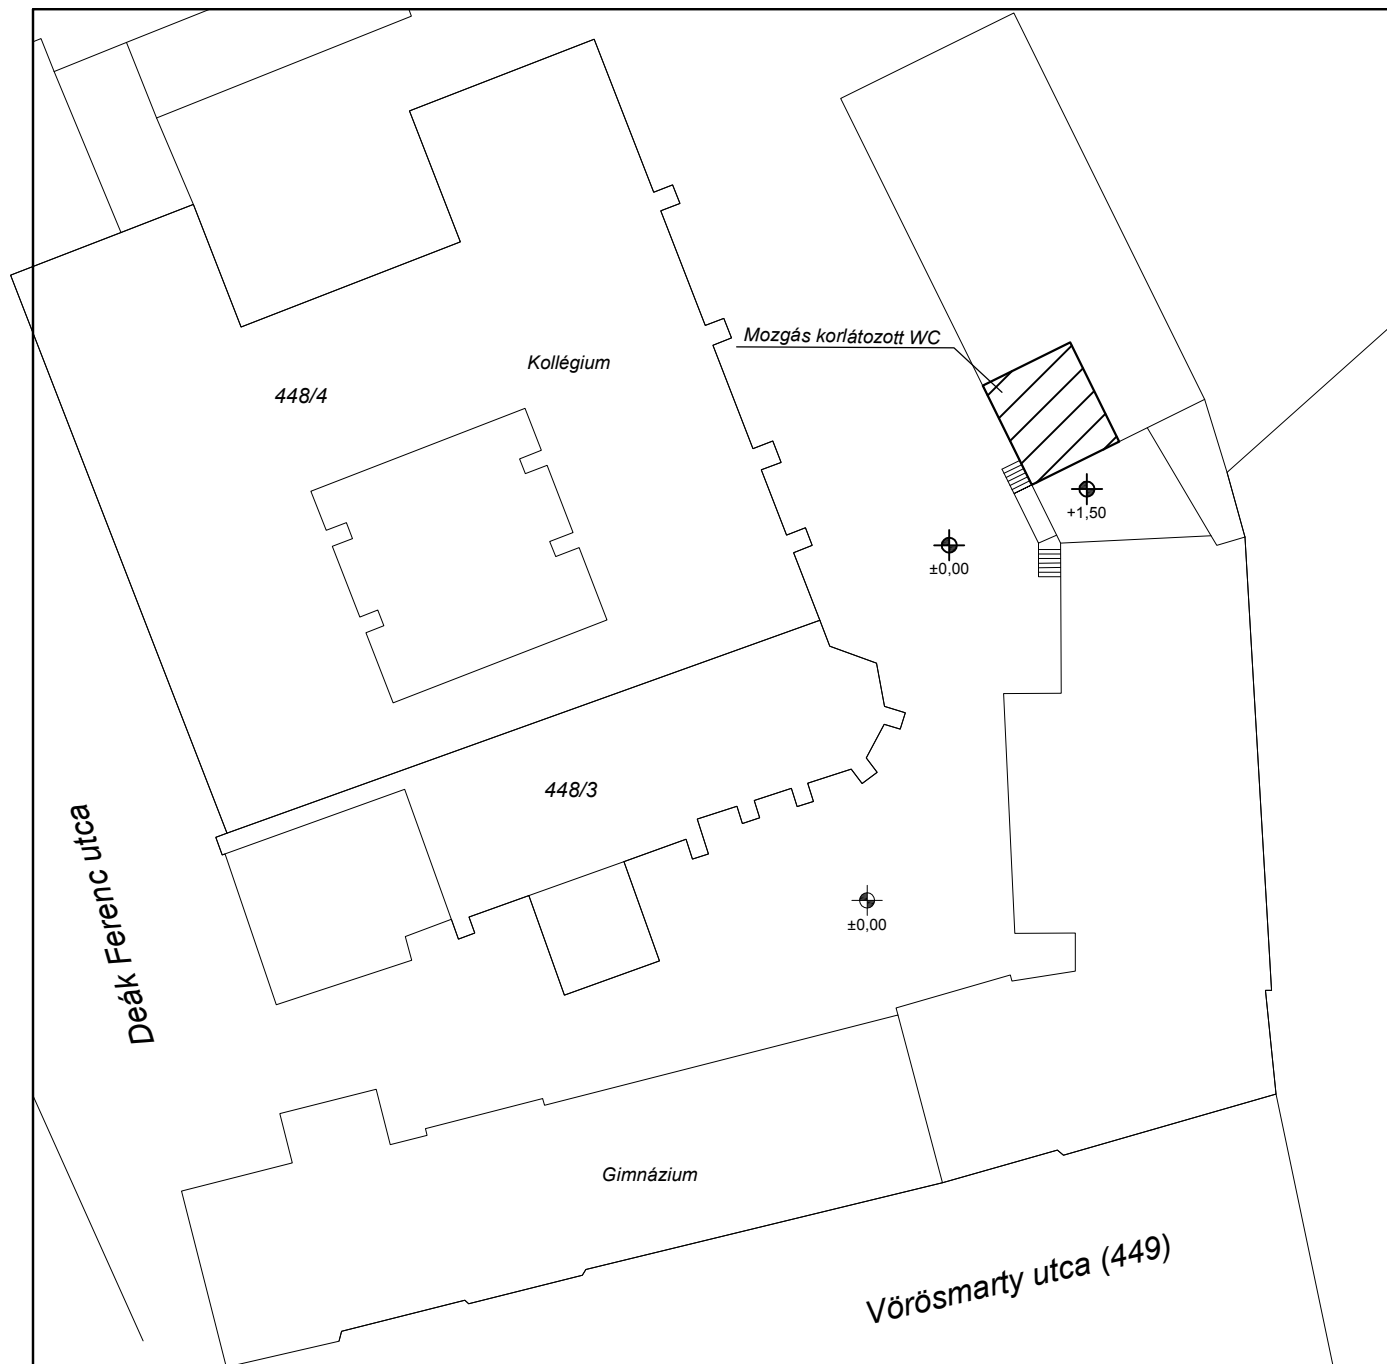 Mozgás korlátozott WC
Kollégium
448/4
+1,50
±0,00
448/3
Deák Ferenc utca
±0,00
Gimnázium
Vörösmarty utca (449)